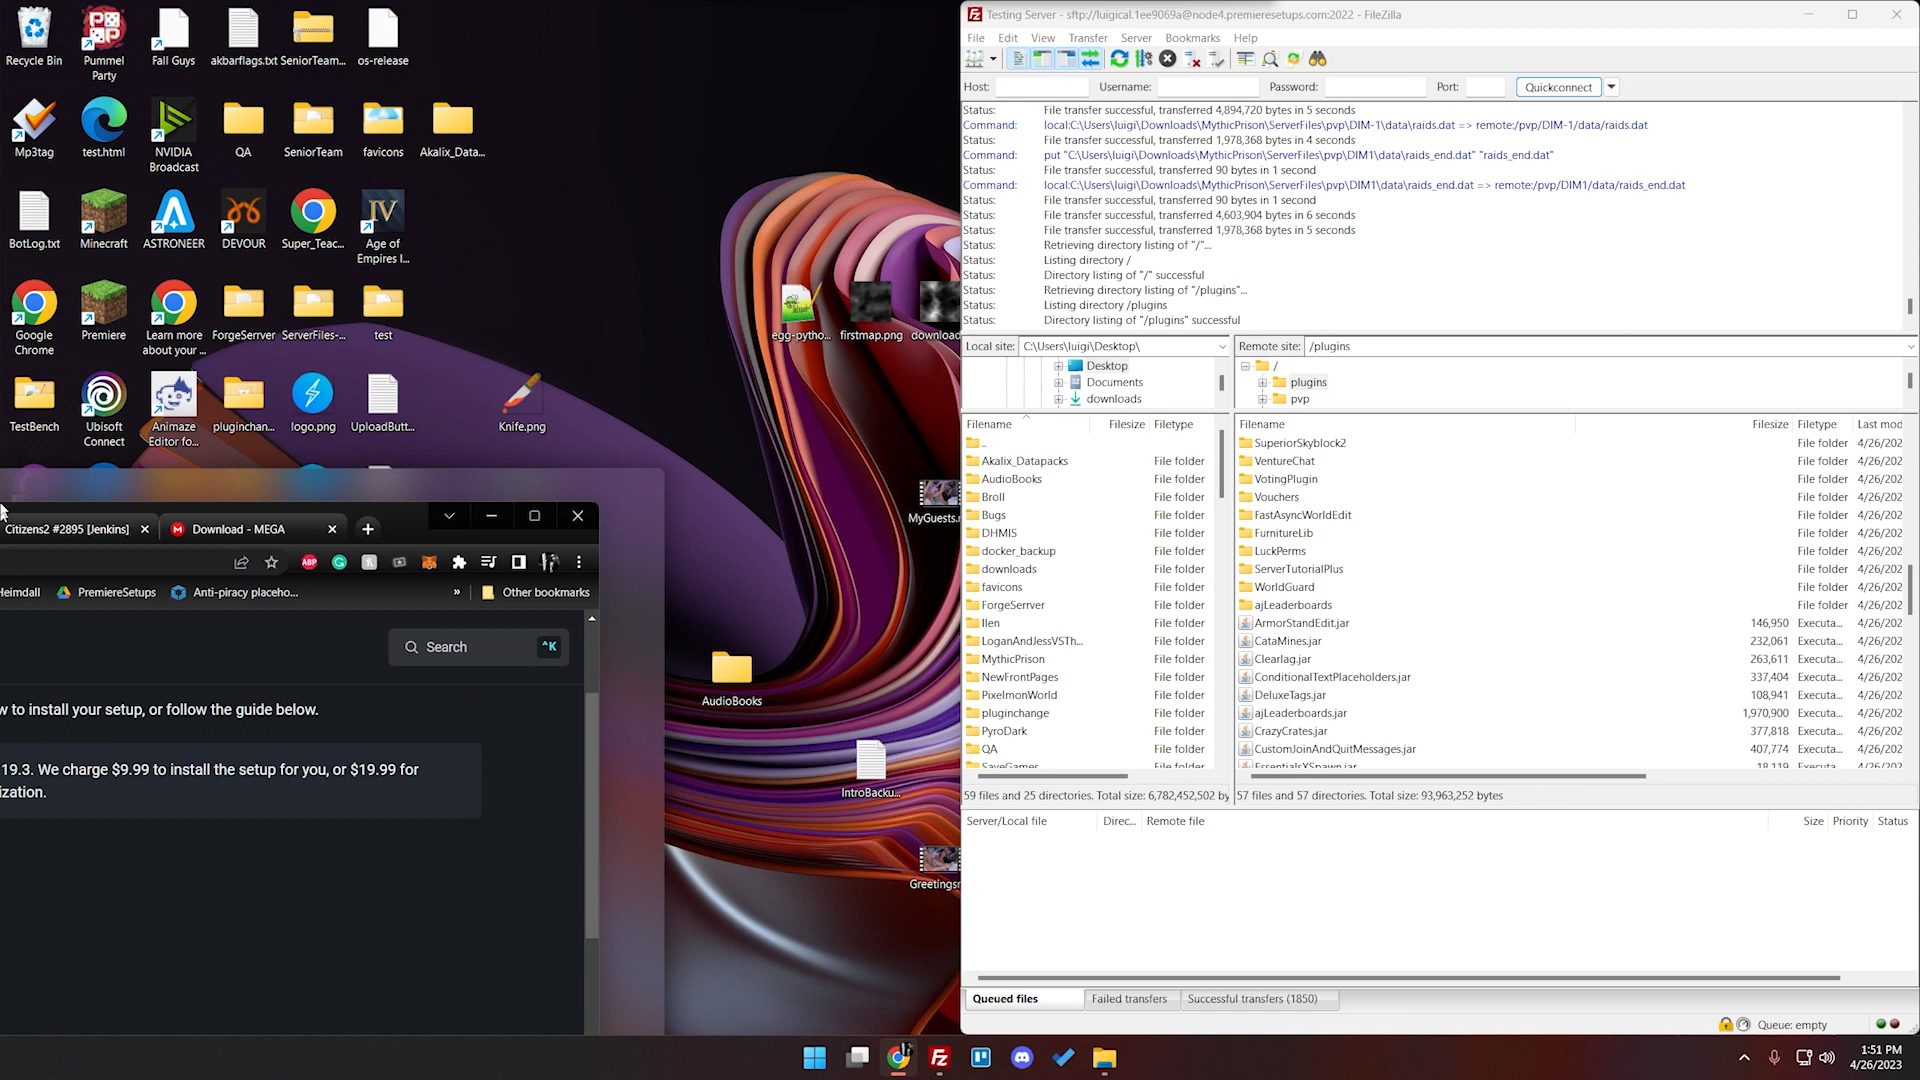 Recycle Bin
Pummel Party
Fall Guys
akbarflags.txt
SeniorTeam...
os-release
Mp3tag
test.html
NVIDIA Broadcast
QA
SeniorTeam
favicons
Akalix_Data...
BotLog.txt
Minecraft
ASTRONEER
DEVOUR
Super_Teac...
Age of Empires I...
Google Chrome
Premiere
Learn more about your ...
ForgeSerrver
ServerFiles-...
test
TestBench
Ubisoft Connect
Animaze Editor fo...
pluginchan...
logo.png
UploadButt...
Knife.png
egg-pytho...
firstmap.png
download
MyGuests.
AudioBooks
IntroBacku...
Greetings
Citizens2 #2895 [Jenkins]
Download - MEGA
ABP
Heimdall
PremiereSetups
Anti-piracy placeho...
»
Other bookmarks
Search
^K
w to install your setup, or follow the guide below.
19.3. We charge $9.99 to install the setup for you, or $19.99 for
ization.
Testing Server - sftp://luigical.1ee9069a@node4.premieresetups.com:2022 - FileZilla
File Edit View Transfer Server Bookmarks Help
Host: Username: Password: Port: Quickconnect
Status: File transfer successful, transferred 4,894,720 bytes in 5 seconds
Command: local:C:\Users\luigi\Downloads\MythicPrison\ServerFiles\pvp\DIM-1\data\raids.dat => remote:/pvp/DIM-1/data/raids.dat
Status: File transfer successful, transferred 1,978,368 bytes in 4 seconds
Command: put "C:\Users\luigi\Downloads\MythicPrison\ServerFiles\pvp\DIM1\data\raids_end.dat" "raids_end.dat"
Status: File transfer successful, transferred 90 bytes in 1 second
Command: local:C:\Users\luigi\Downloads\MythicPrison\ServerFiles\pvp\DIM1\data\raids_end.dat => remote:/pvp/DIM1/data/raids_end.dat
Status: File transfer successful, transferred 90 bytes in 1 second
Status: File transfer successful, transferred 4,603,904 bytes in 6 seconds
Status: File transfer successful, transferred 1,978,368 bytes in 5 seconds
Status: Retrieving directory listing of "/"...
Status: Listing directory /
Status: Directory listing of "/" successful
Status: Retrieving directory listing of "/plugins"...
Status: Listing directory /plugins
Status: Directory listing of "/plugins" successful
Local site: C:\Users\luigi\Desktop\
Desktop
Documents
downloads
Filename Filesize Filetype
..
Akalix_Datapacks File folder
AudioBooks File folder
Broll File folder
Bugs File folder
DHMIS File folder
docker_backup File folder
downloads File folder
favicons File folder
ForgeSerrver File folder
Ilen File folder
LoganAndJessVSTh... File folder
MythicPrison File folder
NewFrontPages File folder
PixelmonWorld File folder
pluginchange File folder
PyroDark File folder
QA File folder
SaveGames File folder
59 files and 25 directories. Total size: 6,782,452,502 by
Remote site: /plugins
/
plugins
pvp
Filename Filesize Filetype Last mod
SuperiorSkyblock2 File folder 4/26/202
VentureChat File folder 4/26/202
VotingPlugin File folder 4/26/202
Vouchers File folder 4/26/202
FastAsyncWorldEdit File folder 4/26/202
FurnitureLib File folder 4/26/202
LuckPerms File folder 4/26/202
ServerTutorialPlus File folder 4/26/202
WorldGuard File folder 4/26/202
ajLeaderboards File folder 4/26/202
ArmorStandEdit.jar 146,950 Executa... 4/26/202
CataMines.jar 232,061 Executa... 4/26/202
Clearlag.jar 263,611 Executa... 4/26/202
ConditionalTextPlaceholders.jar 337,404 Executa... 4/26/202
DeluxeTags.jar 108,941 Executa... 4/26/202
ajLeaderboards.jar 1,970,900 Executa... 4/26/202
CrazyCrates.jar 377,818 Executa... 4/26/202
CustomJoinAndQuitMessages.jar 407,774 Executa... 4/26/202
EssentialsXSpawn.jar 18,119 Executa... 4/26/202
57 files and 57 directories. Total size: 93,963,252 bytes
Server/Local file Direc... Remote file Size Priority Status
Queued files Failed transfers Successful transfers (1850)
Queue: empty
1:51 PM
4/26/2023